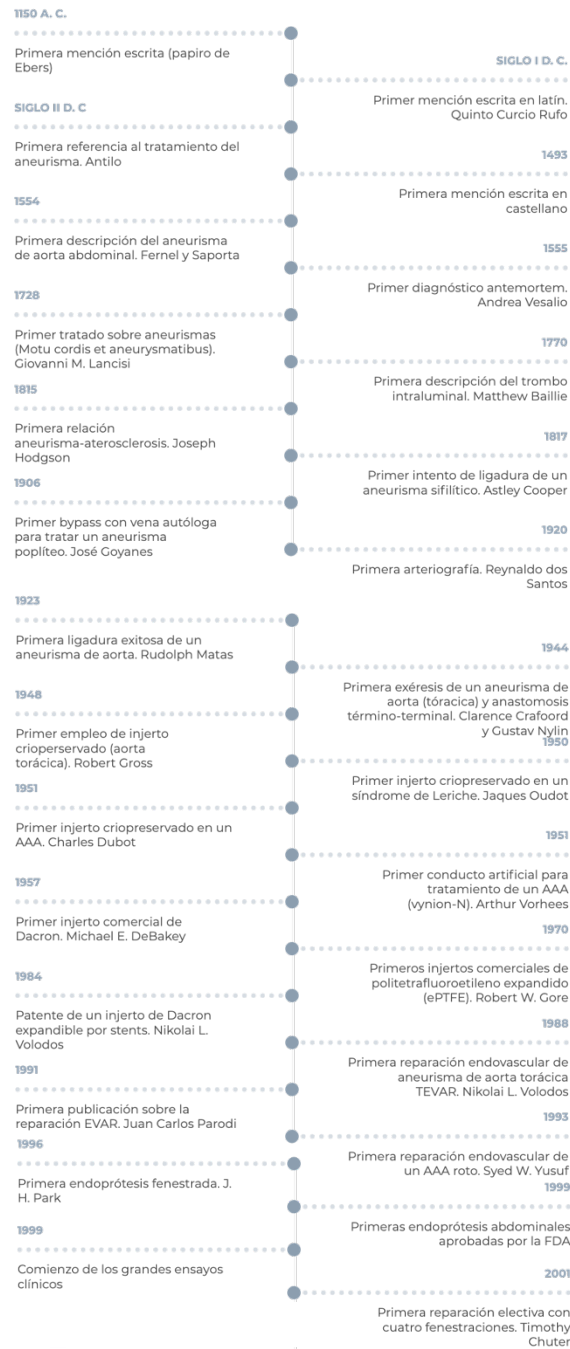 1150 A. C.
Primera mención escrita (papiro de
Ebers)
SIGLO I D. C.
Primer mención escrita en latín.
Quinto Curcio Rufo
SIGLO II D. C
Primera referencia al tratamiento del
aneurisma. Antilo
1493
Primera mención escrita en
castellano
1554
Primera descripción del aneurisma
de aorta abdominal. Fernel y Saporta
1555
Primer diagnóstico antemortem.
Andrea Vesalio
1728
Primer tratado sobre aneurismas
(Motu cordis et aneurysmatibus).
Giovanni M. Lancisi
1770
Primera descripción del trombo
intraluminal. Matthew Baillie
1815
Primera relación
aneurisma-aterosclerosis. Joseph
Hodgson
1817
Primer intento de ligadura de un
aneurisma sifilítico. Astley Cooper
1906
Primer bypass con vena autóloga
para tratar un aneurisma
poplíteo. José Goyanes
1920
Primera arteriografía. Reynaldo dos
Santos
1923
Primera ligadura exitosa de un
aneurisma de aorta. Rudolph Matas
1944
Primera exéresis de un aneurisma de
aorta (tóracica) y anastomosis
término-terminal. Clarence Crafoord
y Gustav Nylin
1948
Primer empleo de injerto
crioperservado (aorta
torácica). Robert Gross
1950
Primer injerto criopreservado en un
síndrome de Leriche. Jaques Oudot
1951
Primer injerto criopreservado en un
AAA. Charles Dubot
1951
Primer conducto artificial para
tratamiento de un AAA
(vynion-N). Arthur Vorhees
1957
Primer injerto comercial de
Dacron. Michael E. DeBakey
1970
Primeros injertos comerciales de
politetrafluoroetileno expandido
(ePTFE). Robert W. Gore
1984
Patente de un injerto de Dacron
expandible por stents. Nikolai L.
Volodos
1988
Primera reparación endovascular de
aneurisma de aorta torácica
TEVAR. Nikolai L. Volodos
1991
Primera publicación sobre la
reparación EVAR. Juan Carlos Parodi
1993
Primera reparación endovascular de
un AAA roto. Syed W. Yusuf
1996
Primera endoprótesis fenestrada. J.
H. Park
1999
Primeras endoprótesis abdominales
aprobadas por la FDA
1999
Comienzo de los grandes ensayos
clínicos
2001
Primera reparación electiva con
cuatro fenestraciones. Timothy
Chuter